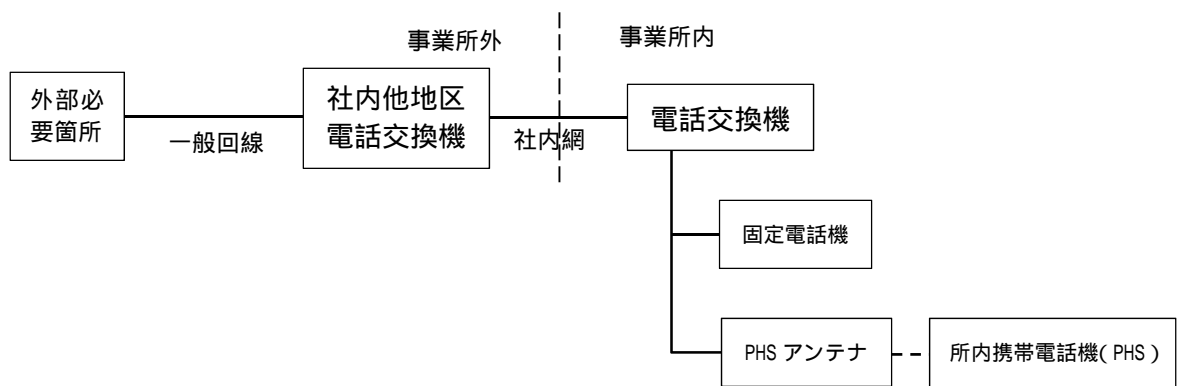 事業所外
事業所内
外部必
要箇所
一般回線
社内他地区
電話交換機
社内網
電話交換機
固定電話機
PHS アンテナ
所内携帯電話機(PHS)